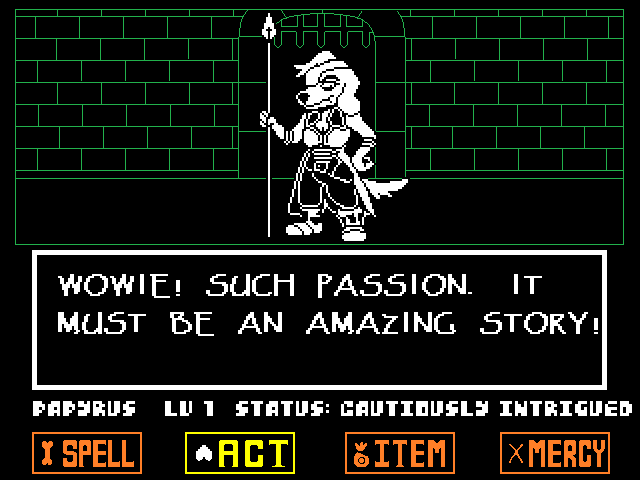 WOWIE! SUCH PASSION. IT
MUST BE AN AMAZING STORY!
PAPYRUS LV 1 STATUS: CAUTIOUSLY INTRIGUED
SPELL ACT ITEM MERCY